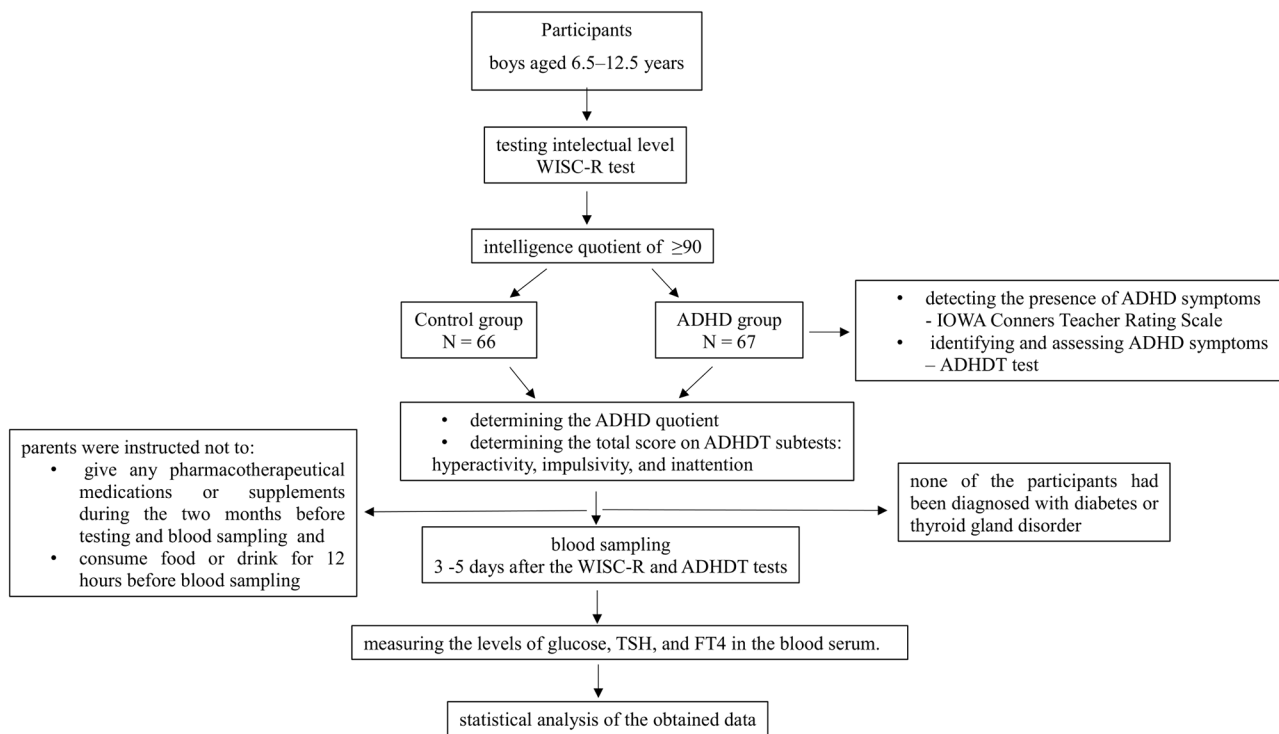 Participants
boys aged 6.5–12.5 years
testing intelectual level
WISC-R test
intelligence quotient of ≥90
Control group
N = 66
ADHD group
N = 67
• detecting the presence of ADHD symptoms
- IOWA Conners Teacher Rating Scale
• identifying and assessing ADHD symptoms
– ADHDT test
• determining the ADHD quotient
• determining the total score on ADHDT subtests:
hyperactivity, impulsivity, and inattention
parents were instructed not to:
• give any pharmacotherapeutical
medications or supplements
during the two months before
testing and blood sampling and
• consume food or drink for 12
hours before blood sampling
none of the participants had
been diagnosed with diabetes or
thyroid gland disorder
blood sampling
3 -5 days after the WISC-R and ADHDT tests
measuring the levels of glucose, TSH, and FT4 in the blood serum.
statistical analysis of the obtained data